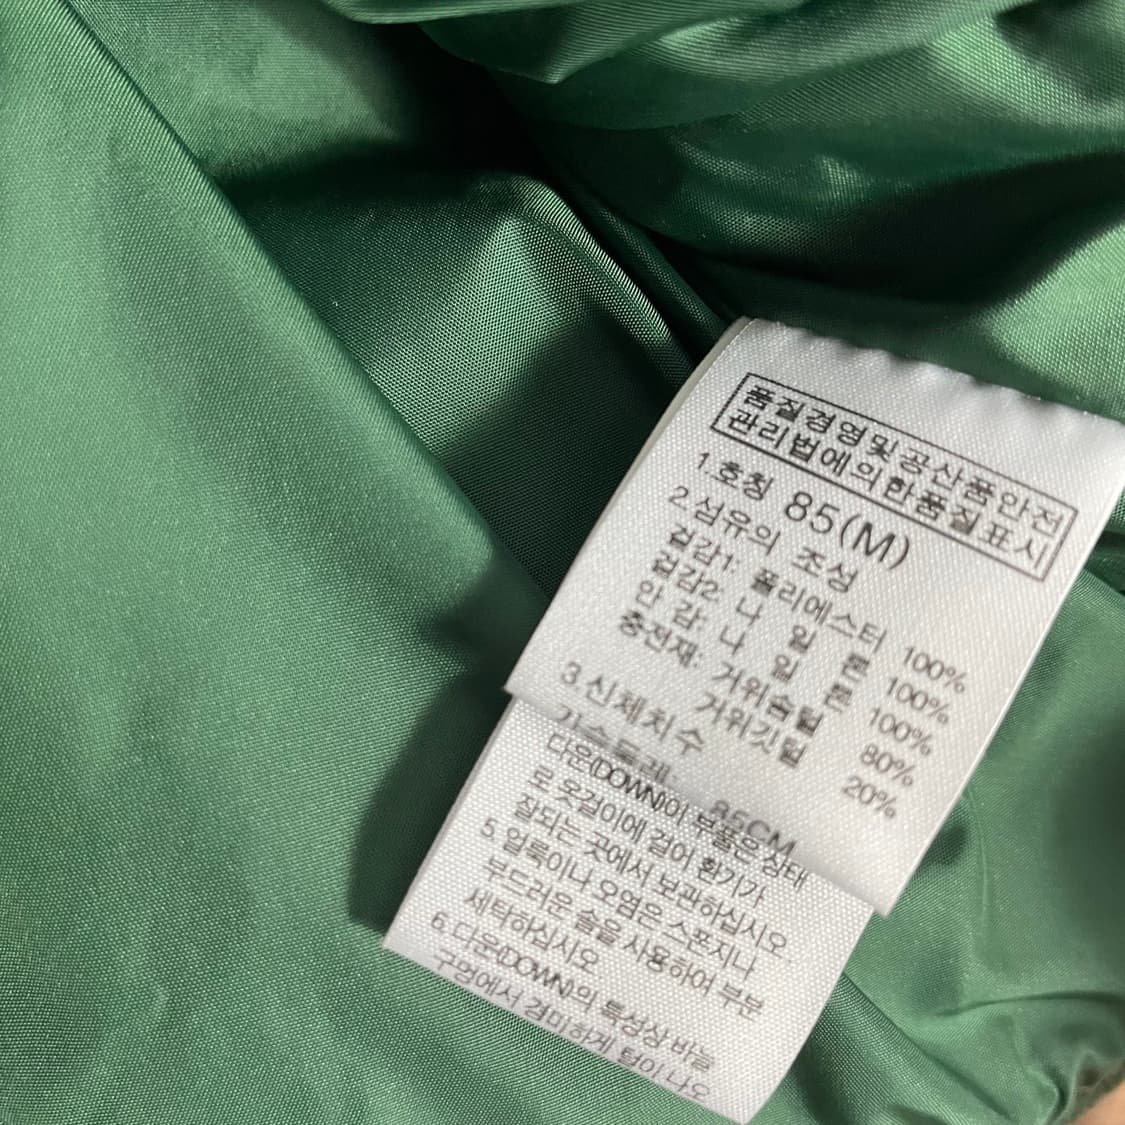 품질경영및공산품안전
관리법에의한품질표시
1.호칭 85(M)
2.섬유의 조성
겉감1: 폴리에스터 100%
겉감2: 나 일 론 100%
안 감: 나 일 론 100%
충전재: 거위솜털 80%
거위깃털 20%
3.신체치수
가슴둘레: 85CM
다운(DOWN)이 부품은 상태
로 옷걸이에 걸어 환기가
잘되는 곳에서 보관하십시오
5.얼룩이나 오염은 스폰지나
부드러운 솔을 사용하여 부분
세탁하십시오
6.다운(DOWN)의 특성상 바늘
구멍에서 경미하게 털이 나오